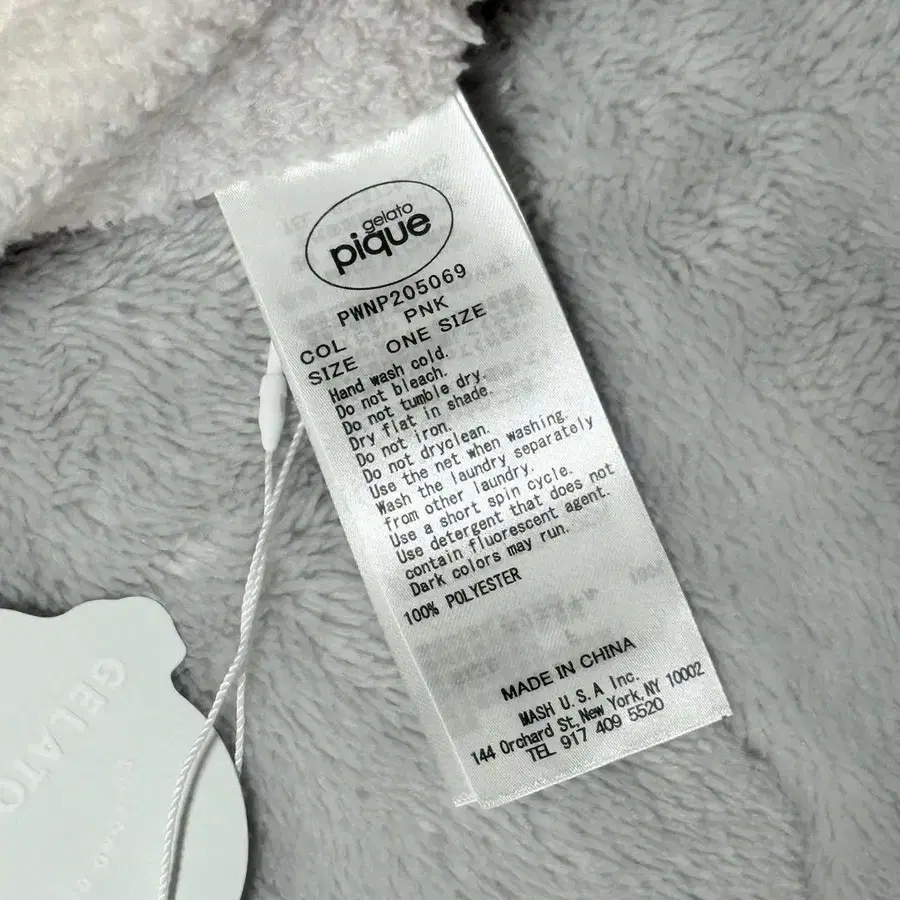 gelato
pique
PWNP205069
COL PNK
SIZE ONE SIZE
Hand wash cold.
Do not bleach.
Do not tumble dry.
Dry flat in shade.
Do not iron.
Do not dryclean.
Use the net when washing.
Wash the laundry separately
from other laundry.
Use a short spin cycle.
Use detergent that does not
contain fluorescent agent.
Dark colors may run.
100% POLYESTER
MADE IN CHINA
MASH U.S.A Inc.
144 Orchard St, New York, NY 10002
TEL 917 409 5520
GELATO